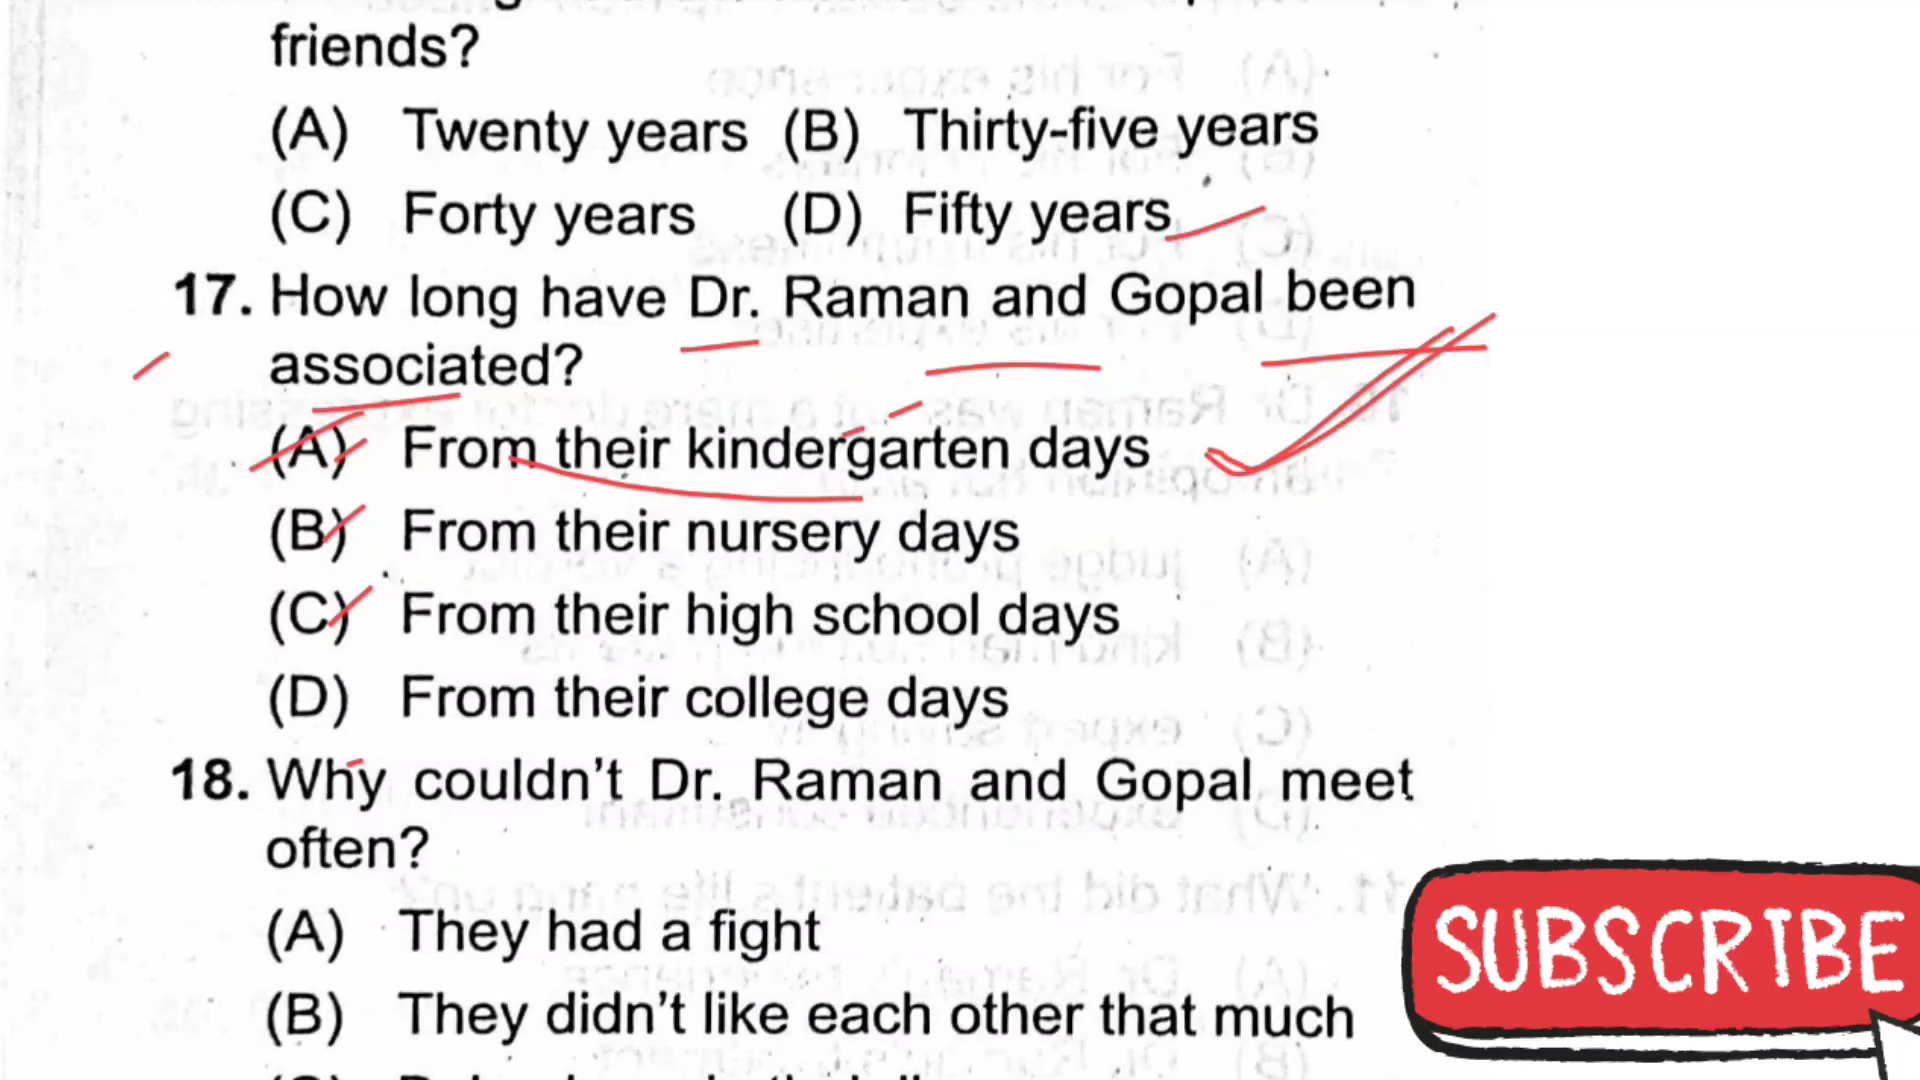 friends?
(A) Twenty years (B) Thirty-five years
(C) Forty years (D) Fifty years
17. How long have Dr. Raman and Gopal been
associated?
(A) From their kindergarten days
(B) From their nursery days
(C) From their high school days
(D) From their college days
18. Why couldn't Dr. Raman and Gopal meet
often?
(A) They had a fight
(B) They didn't like each other that much
SUBSCRIBE